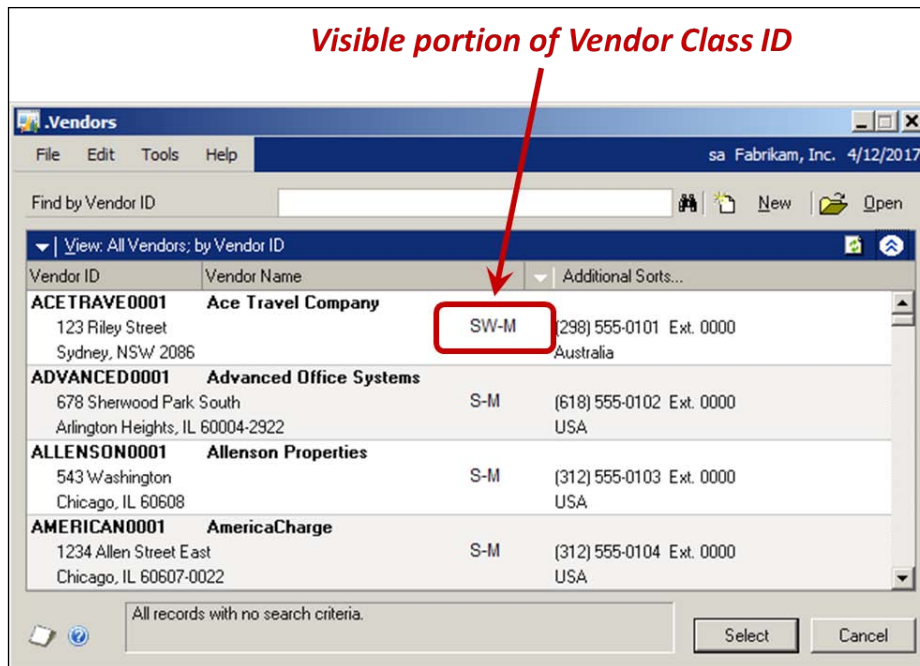 Visible portion of Vendor Class ID
.Vendors
File Edit Tools Help sa Fabrikam, Inc. 4/12/2017
Find by Vendor ID New Open
View: All Vendors; by Vendor ID
Vendor ID Vendor Name Additional Sorts...
ACETRAVE0001 Ace Travel Company
123 Riley Street SW-M (298) 555-0101 Ext. 0000
Sydney, NSW 2086 Australia
ADVANCED0001 Advanced Office Systems
678 Sherwood Park South S-M (618) 555-0102 Ext. 0000
Arlington Heights, IL 60004-2922 USA
ALLENSON0001 Allenson Properties
543 Washington S-M (312) 555-0103 Ext. 0000
Chicago, IL 60608 USA
AMERICAN0001 AmericaCharge
1234 Allen Street East S-M (312) 555-0104 Ext. 0000
Chicago, IL 60607-0022 USA
All records with no search criteria.
Select Cancel